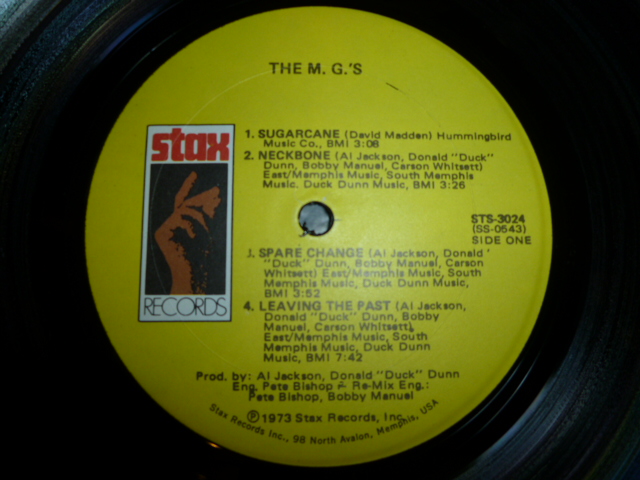 THE M. G.'S
stax
RECORDS
1. SUGARCANE (David Madden) Hummingbird
Music Co., BMI 3:08
2. NECKBONE (Al Jackson, Donald "Duck"
Dunn, Bobby Manuel, Carson Whitsett)
East/Memphis Music, South Memphis
Music. Duck Dunn Music, BMI 3:26
STS-3024
(SS-0543)
SIDE ONE
3. SPARE CHANGE (Al Jackson, Donald
"Duck" Dunn, Bobby Manuel, Carson
Whitsett) East/Memphis Music, South
Memphis Music, Duck Dunn Music,
BMI 3:52
4. LEAVING THE PAST (Al Jackson,
Donald "Duck" Dunn, Bobby
Manuel, Carson Whitsett),
East/Memphis Music, South
Memphis Music, Duck Dunn
Music, BMI 7:42
Prod. by: Al Jackson, Donald "Duck" Dunn
Eng. Pete Bishop – Re-Mix Eng.:
Pete Bishop, Bobby Manuel
℗ 1973 Stax Records, Inc.
Stax Records Inc., 98 North Avalon, Memphis, USA